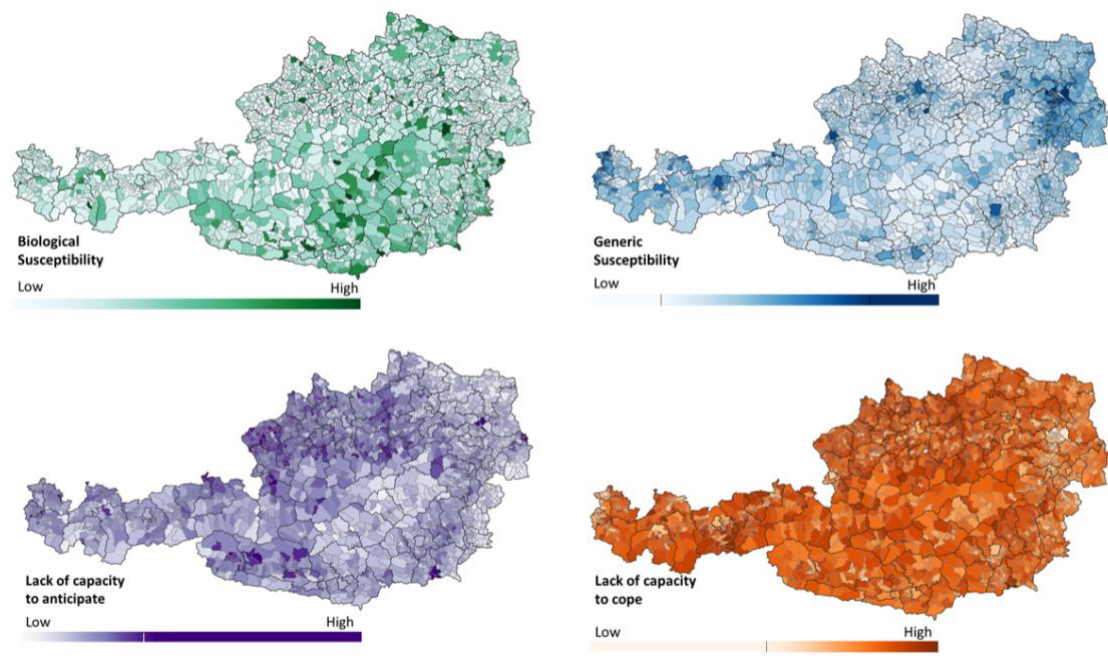 Biological
Susceptibility
Low High
Generic
Susceptibility
Low High
Lack of capacity
to anticipate
Low High
Lack of capacity
to cope
Low High